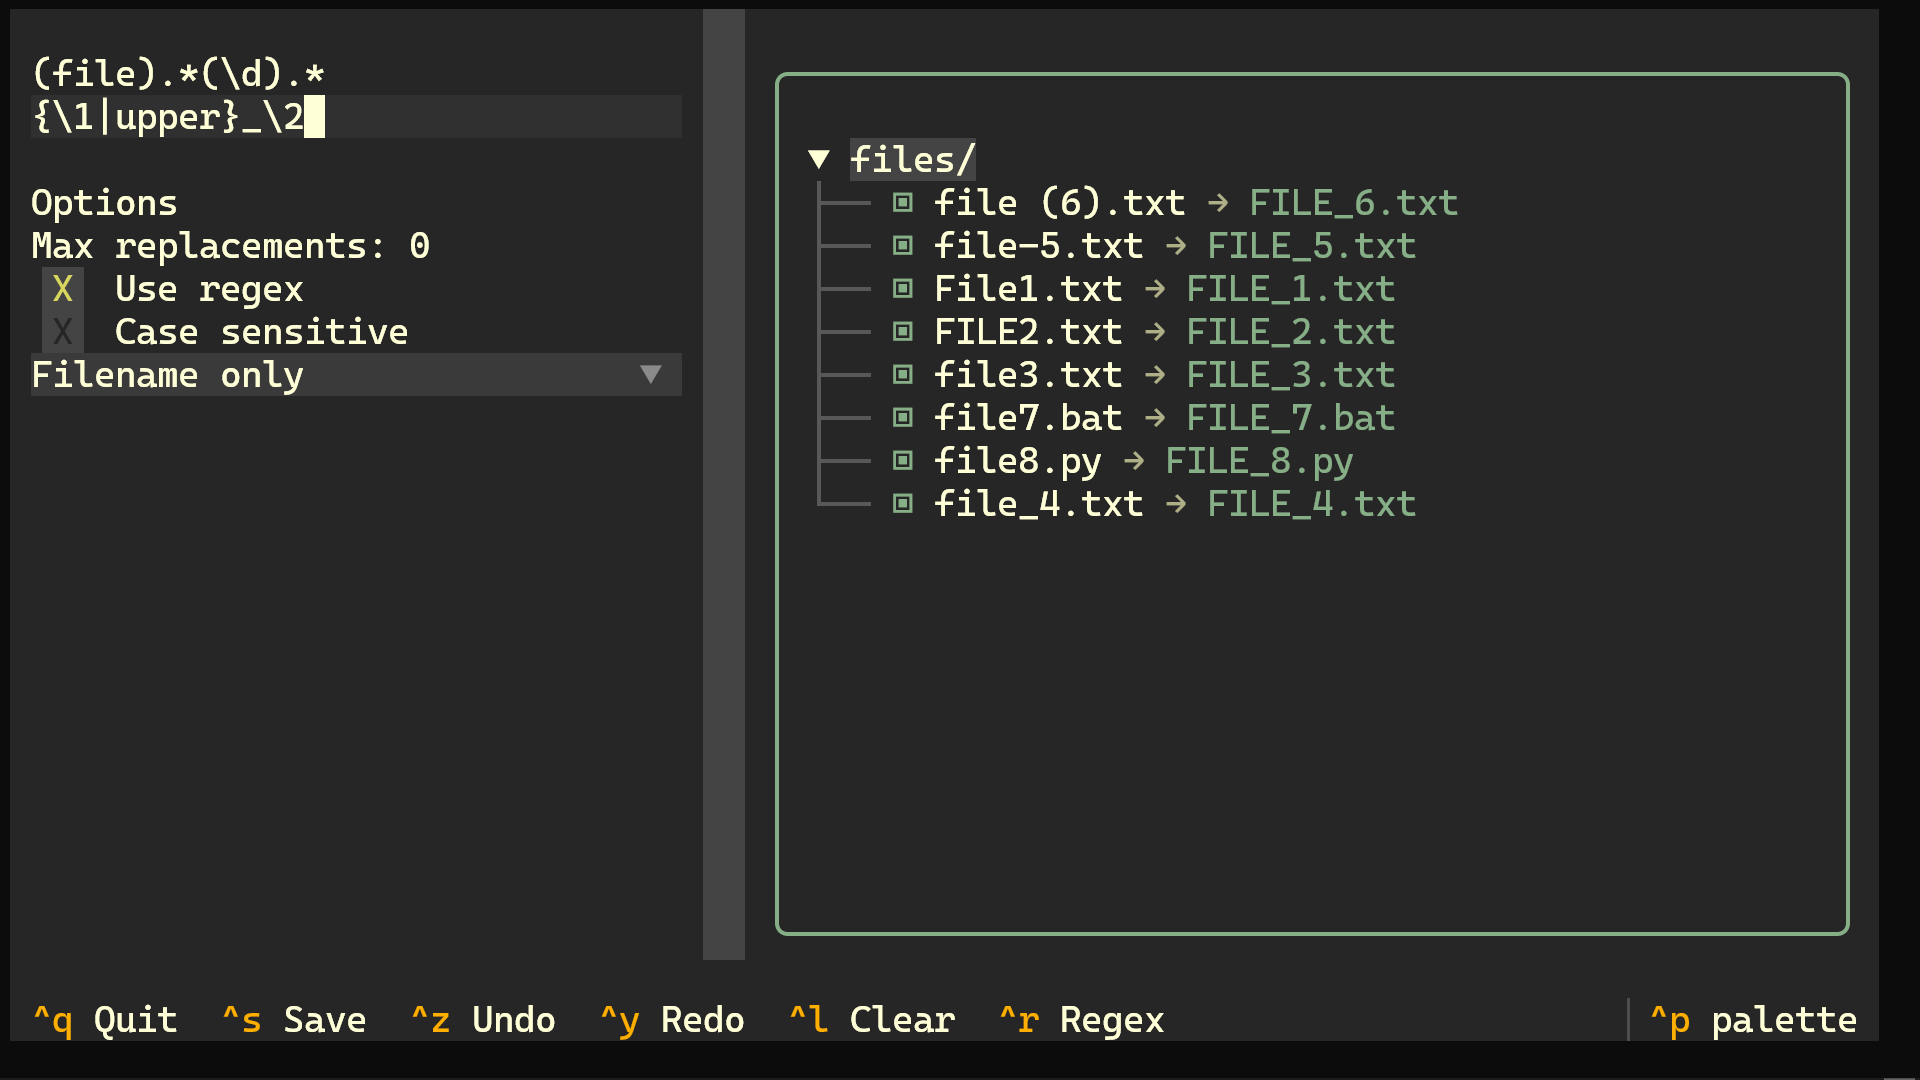 (file).*(\d).*
{\1|upper}_\2
Options
Max replacements: 0
X Use regex
X Case sensitive
Filename only ▼
▼ files/
file (6).txt → FILE_6.txt
file-5.txt → FILE_5.txt
File1.txt → FILE_1.txt
FILE2.txt → FILE_2.txt
file3.txt → FILE_3.txt
file7.bat → FILE_7.bat
file8.py → FILE_8.py
file_4.txt → FILE_4.txt
^q Quit ^s Save ^z Undo ^y Redo ^l Clear ^r Regex ^p palette